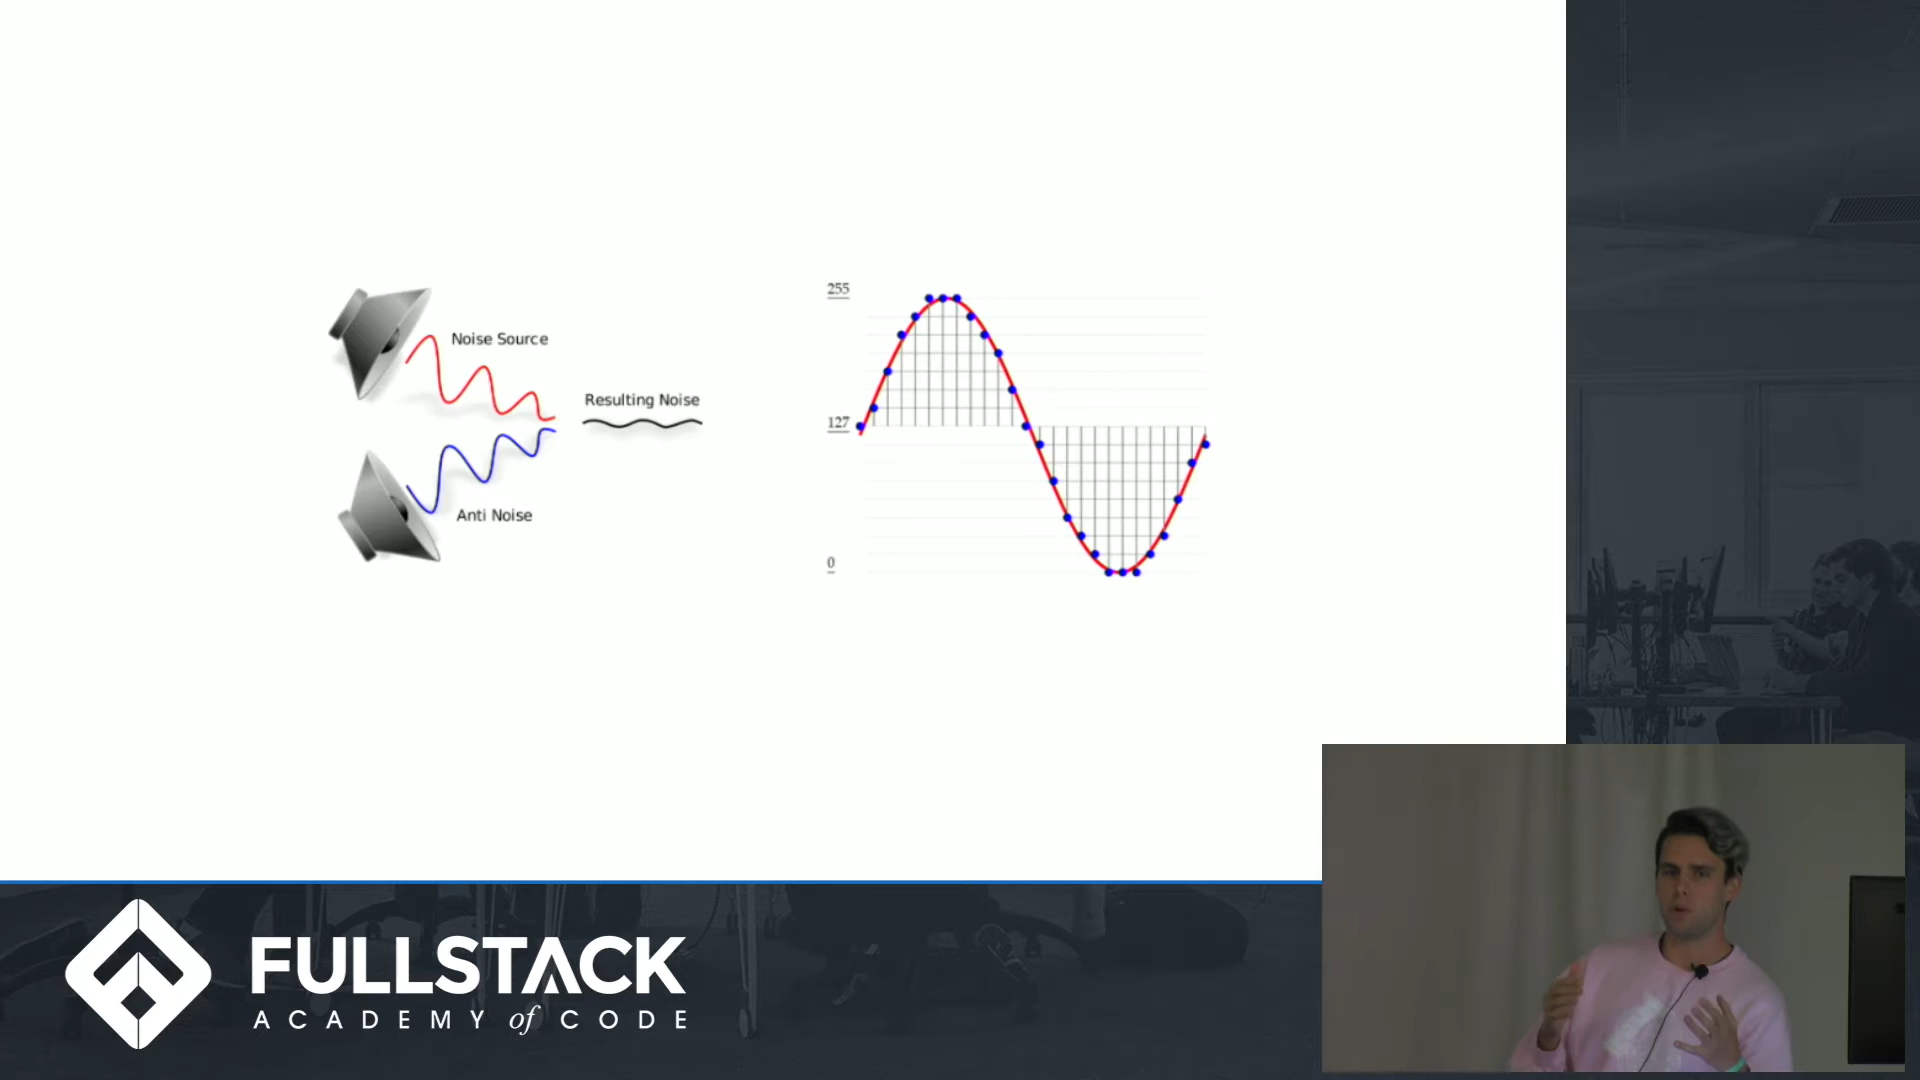 Noise Source
Resulting Noise
Anti Noise
255
127
0
FULLSTACK
ACADEMY of CODE